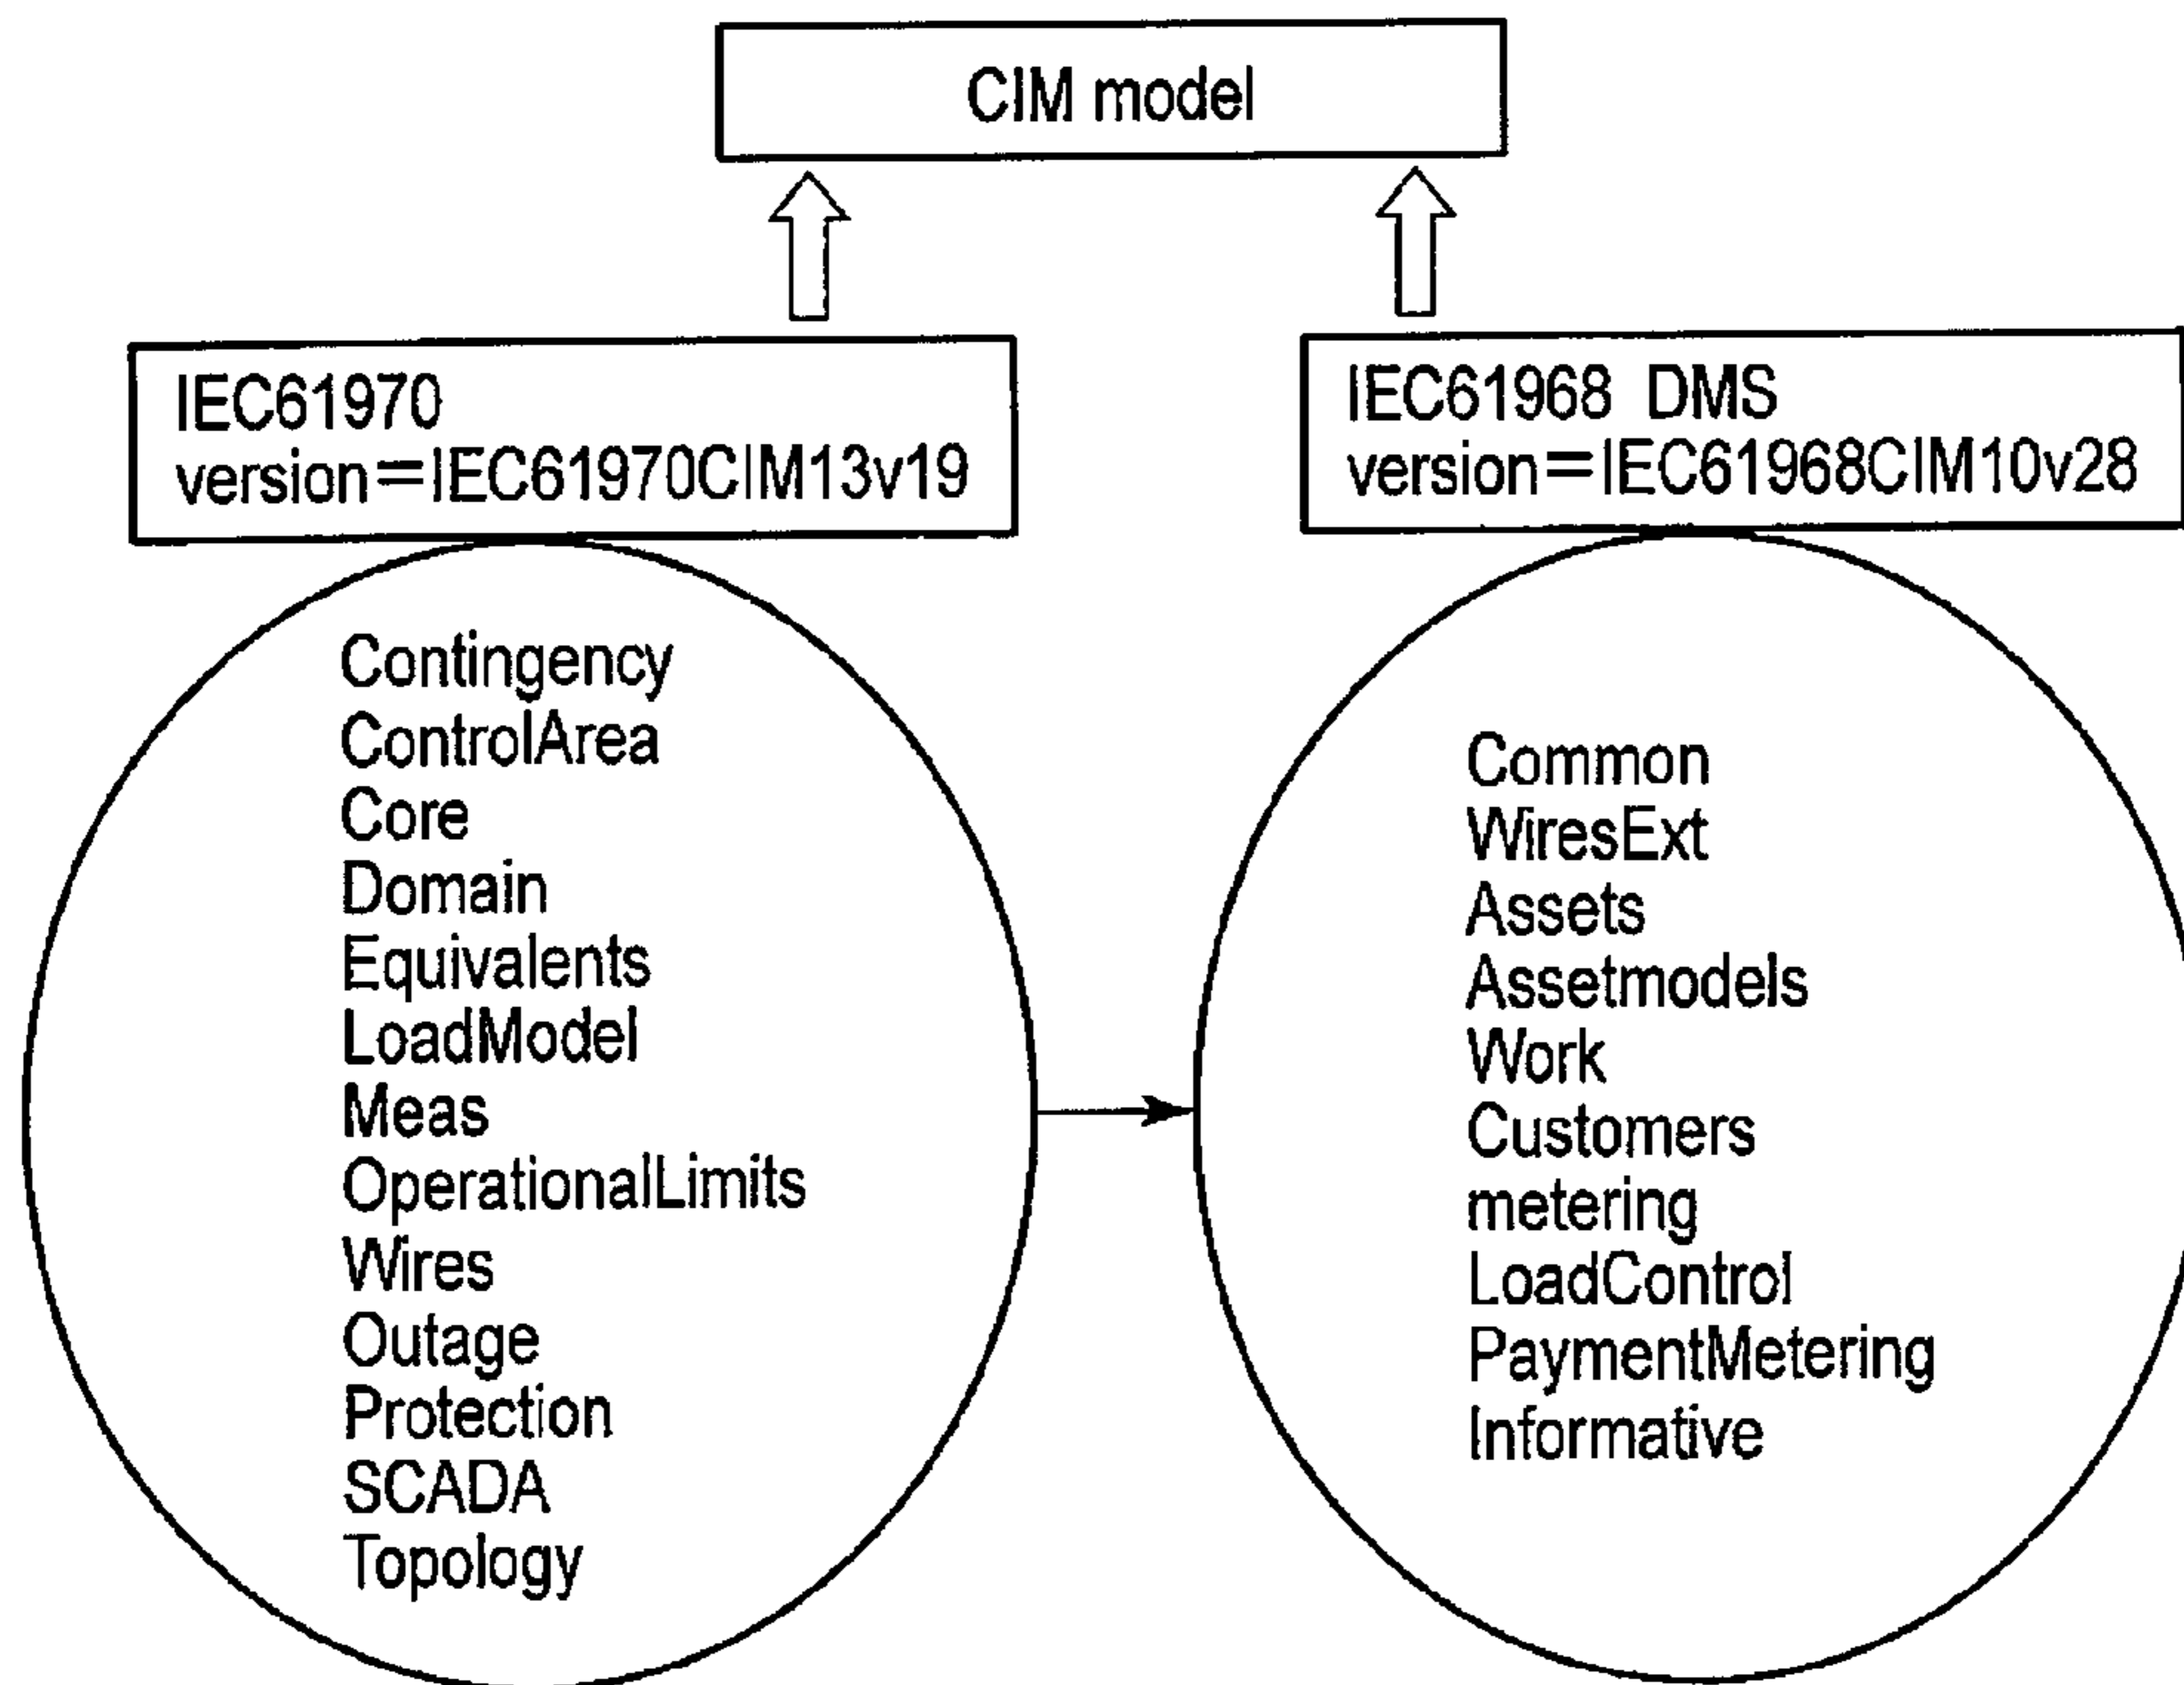 CIM model
IEC61970
version=IEC61970CIM13v19
IEC61968 DMS
version=IEC61968CIM10v28
Contingency
ControlArea
Core
Domain
Equivalents
LoadModel
Meas
OperationalLimits
Wires
Outage
Protection
SCADA
Topology
Common
WiresExt
Assets
Assetmodels
Work
Customers
metering
LoadControl
PaymentMetering
Informative